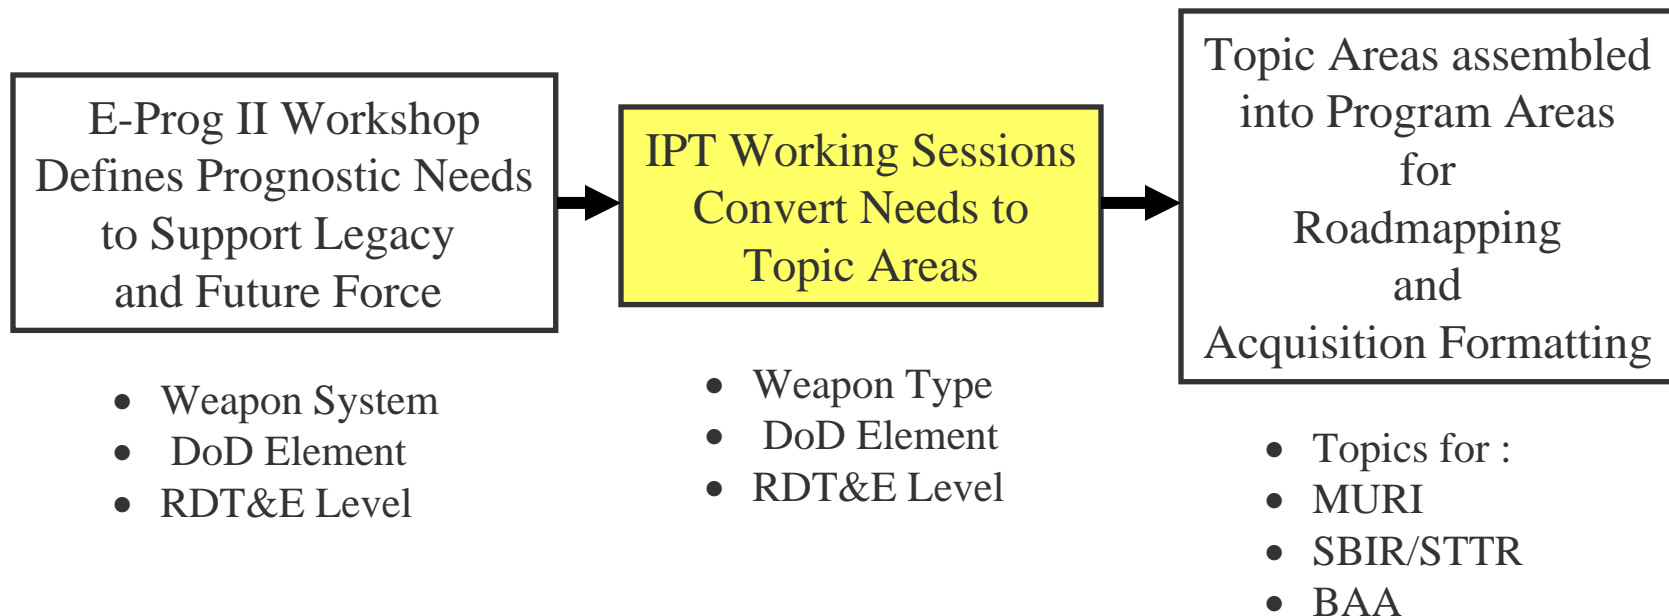 E-Prog II Workshop
Defines Prognostic Needs
to Support Legacy
and Future Force
• Weapon System
• DoD Element
• RDT&E Level
IPT Working Sessions
Convert Needs to
Topic Areas
• Weapon Type
• DoD Element
• RDT&E Level
Topic Areas assembled
into Program Areas
for
Roadmapping
and
Acquisition Formatting
• Topics for :
• MURI
• SBIR/STTR
• BAA